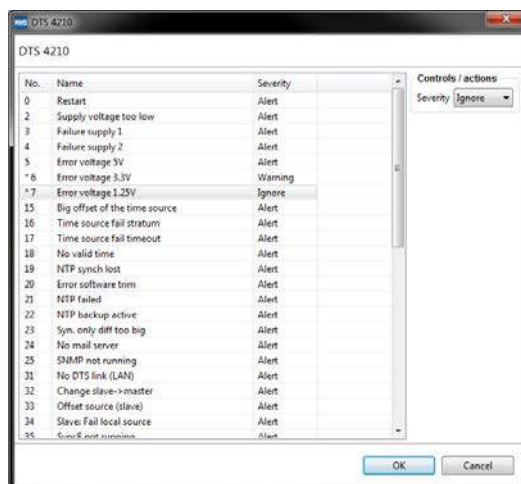 DTS 4210
DTS 4210
No. Name Severity
0 Restart Alert
2 Supply voltage too low Alert
3 Failure supply 1 Alert
4 Failure supply 2 Alert
5 Error voltage 5V Alert
* 6 Error voltage 3.3V Warning
* 7 Error voltage 1.25V Ignore
15 Big offset of the time source Alert
16 Time source fail stratum Alert
17 Time source fail timeout Alert
18 No valid time Alert
19 NTP synch lost Alert
20 Error software trim Alert
21 NTP failed Alert
22 NTP backup active Alert
23 Syn. only diff too big Alert
24 No mail server Alert
25 SNMP not running Alert
31 No DTS link (LAN) Alert
32 Change slave->master Alert
33 Offset source (slave) Alert
34 Slave: Fail local source Alert
35 SyncE not running Alert
Controls / actions
Severity Ignore
OK Cancel